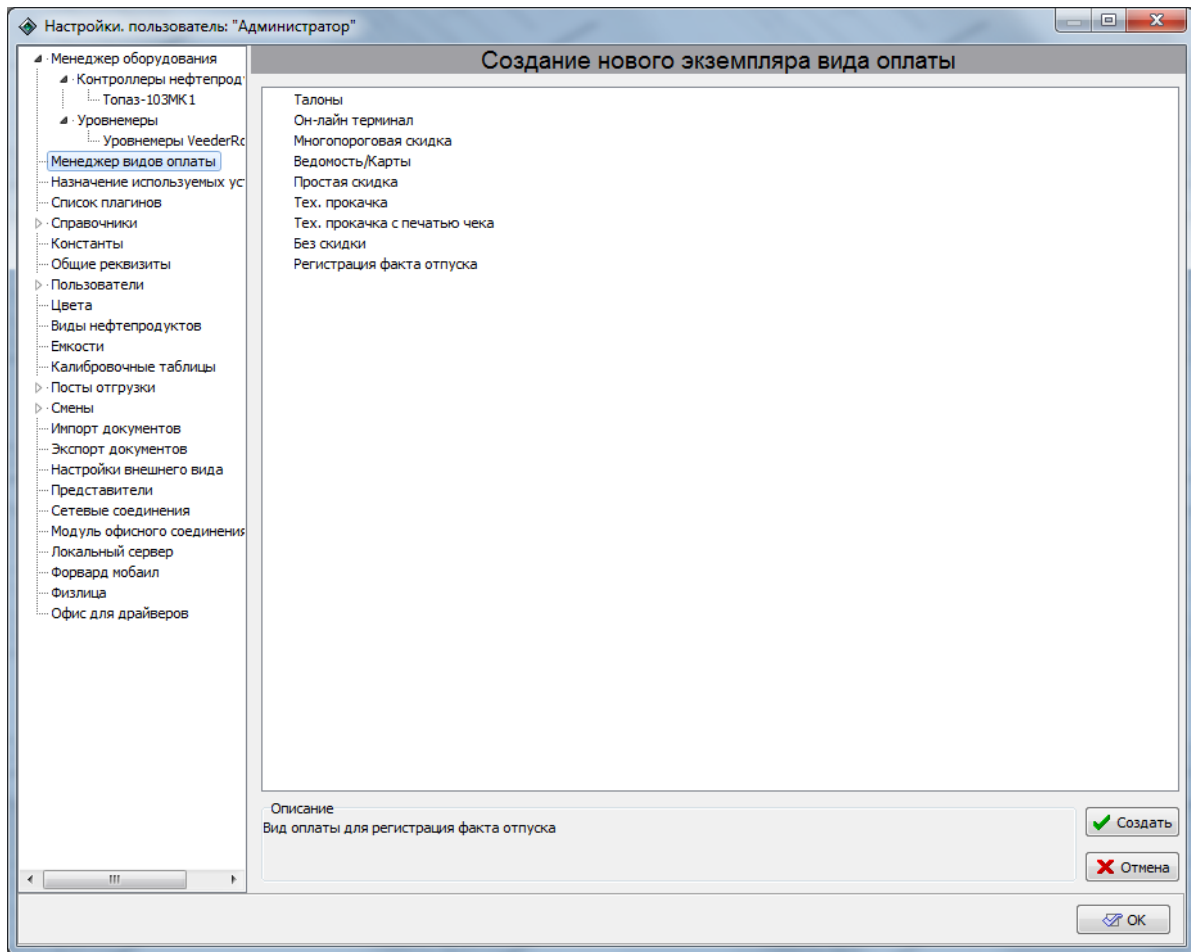 Настройки. пользователь: "Администратор"
Менеджер оборудования
Контроллеры нефтепрод
Топаз-103МК1
Уровнемеры
Уровнемеры VeederRo
Менеджер видов оплаты
Назначение используемых ус
Список плагинов
Справочники
Константы
Общие реквизиты
Пользователи
Цвета
Виды нефтепродуктов
Емкости
Калибровочные таблицы
Посты отгрузки
Смены
Импорт документов
Экспорт документов
Настройки внешнего вида
Представители
Сетевые соединения
Модуль офисного соединения
Локальный сервер
Форвард мобаил
Физлица
Офис для драйверов
Создание нового экземпляра вида оплаты
Талоны
Он-лайн терминал
Многопороговая скидка
Ведомость/Карты
Простая скидка
Тех. прокачка
Тех. прокачка с печатью чека
Без скидки
Регистрация факта отпуска
Описание
Вид оплаты для регистрация факта отпуска
Создать
Отмена
ОК